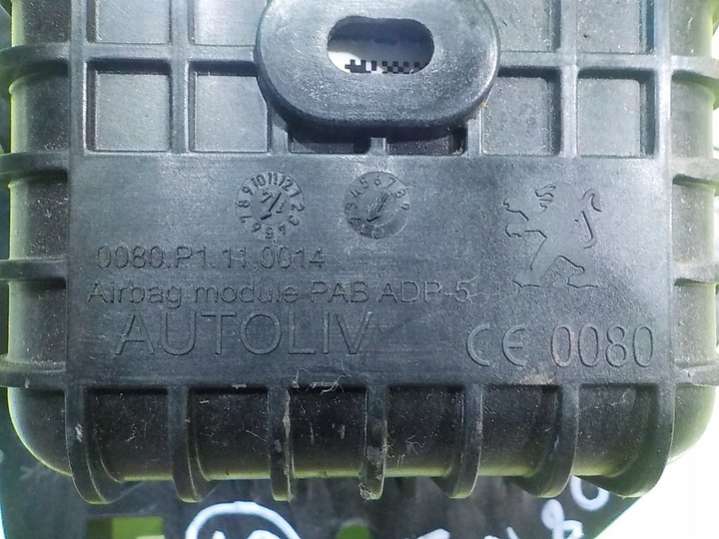 0080.P1.11.0014
Airbag module PAB ADP-5
AUTOLIV
CE 0080